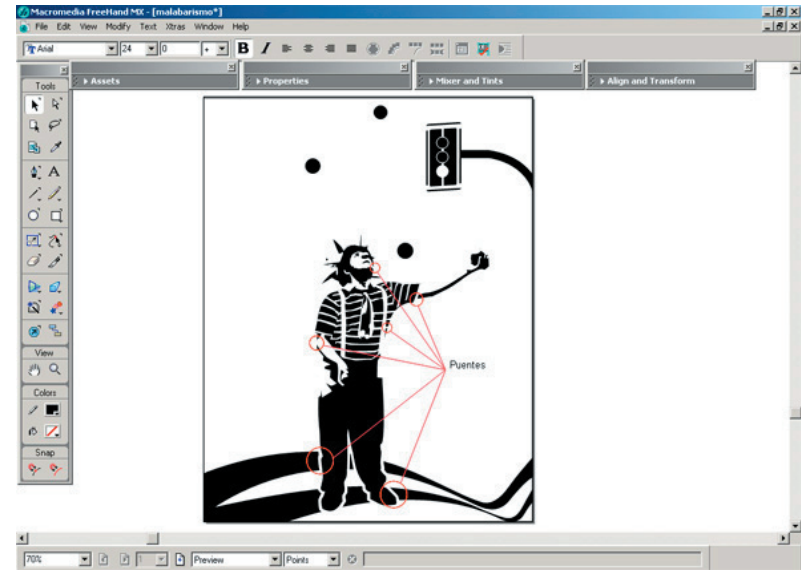 Macromedia FreeHand MX - [malabarismo*]
File Edit View Modify Text Xtras Window Help
Arial 24 0 + B I
Assets Properties Mixer and Tints Align and Transform
Tools
A
View
Colors
Snap
Puentes
70% 1 Preview Points